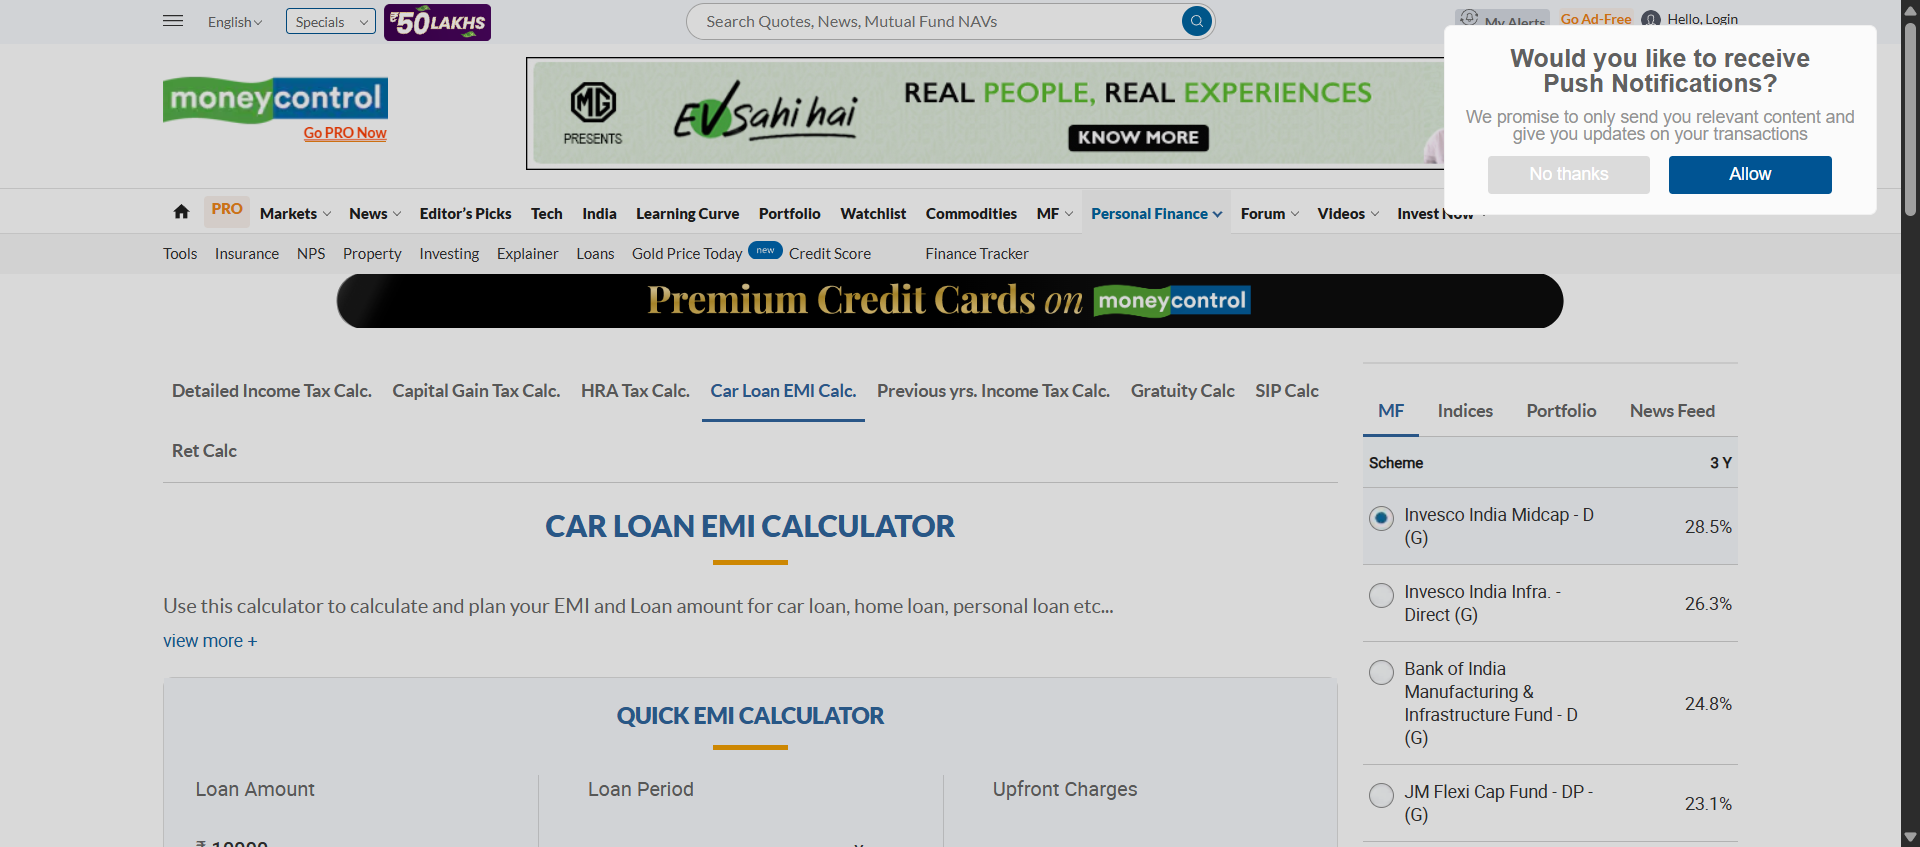 English
Specials
₹50 LAKHS
Search Quotes, News, Mutual Fund NAVs
My Alerts
Go Ad-Free
Hello, Login
Would you like to receive
Push Notifications?
We promise to only send you relevant content and
give you updates on your transactions
No thanks
Allow
moneycontrol
Go PRO Now
MG
PRESENTS
EV Sahi hai
REAL PEOPLE, REAL EXPERIENCES
KNOW MORE
PRO
Markets
News
Editor's Picks
Tech
India
Learning Curve
Portfolio
Watchlist
Commodities
MF
Personal Finance
Forum
Videos
Invest Now
Tools
Insurance
NPS
Property
Investing
Explainer
Loans
Gold Price Today
new
Credit Score
Finance Tracker
Premium Credit Cards on moneycontrol
Detailed Income Tax Calc.
Capital Gain Tax Calc.
HRA Tax Calc.
Car Loan EMI Calc.
Previous yrs. Income Tax Calc.
Gratuity Calc
SIP Calc
Ret Calc
CAR LOAN EMI CALCULATOR
Use this calculator to calculate and plan your EMI and Loan amount for car loan, home loan, personal loan etc...
view more +
QUICK EMI CALCULATOR
Loan Amount
Loan Period
Upfront Charges
₹ 10000
MF
Indices
Portfolio
News Feed
Scheme
3 Y
Invesco India Midcap - D
(G)
28.5%
Invesco India Infra. -
Direct (G)
26.3%
Bank of India
Manufacturing &
Infrastructure Fund - D
(G)
24.8%
JM Flexi Cap Fund - DP -
(G)
23.1%